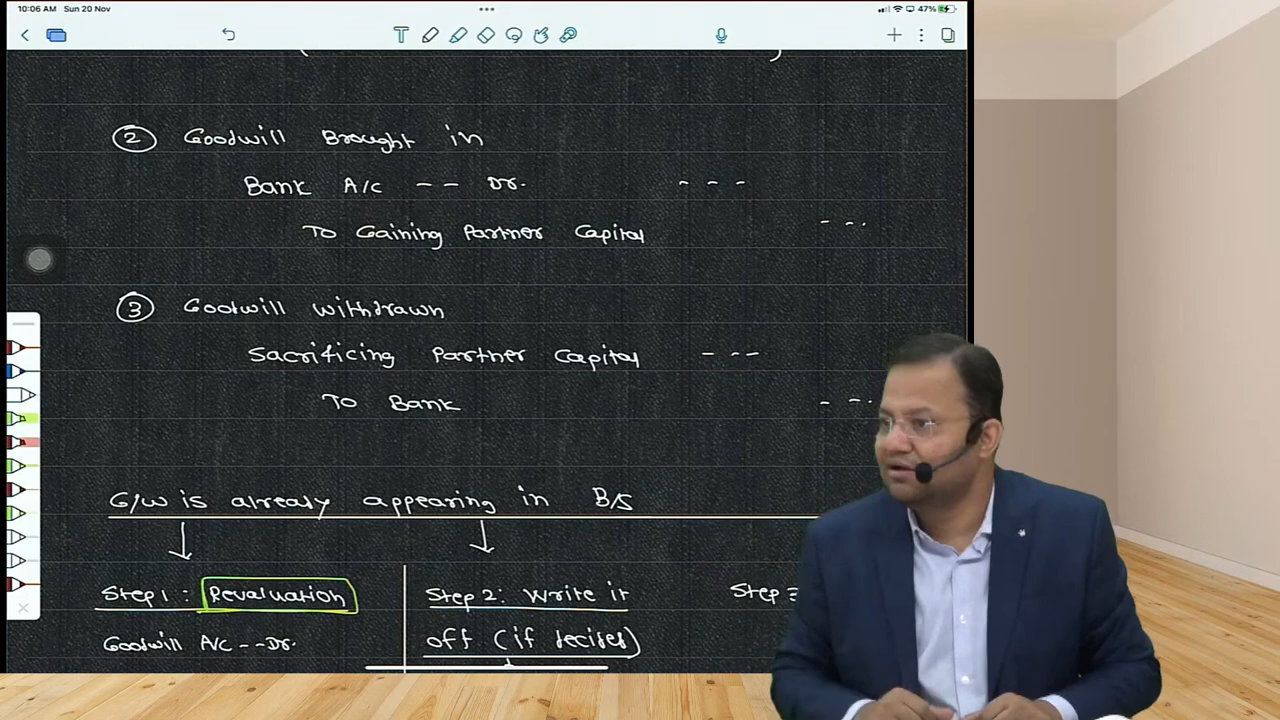 10:06 AM Sun 20 Nov
47%
② Goodwill Brought in
Bank A/C -- Dr. - - -
To Gaining Partner Capital - - -
③ Goodwill withdrawn
Sacrificing Partner Capital - - -
To Bank - - -
G/w is already appearing in B/S
Step 1 : Revaluation
Goodwill A/C --Dr.
Step 2: Write it
off (if decides)
Step